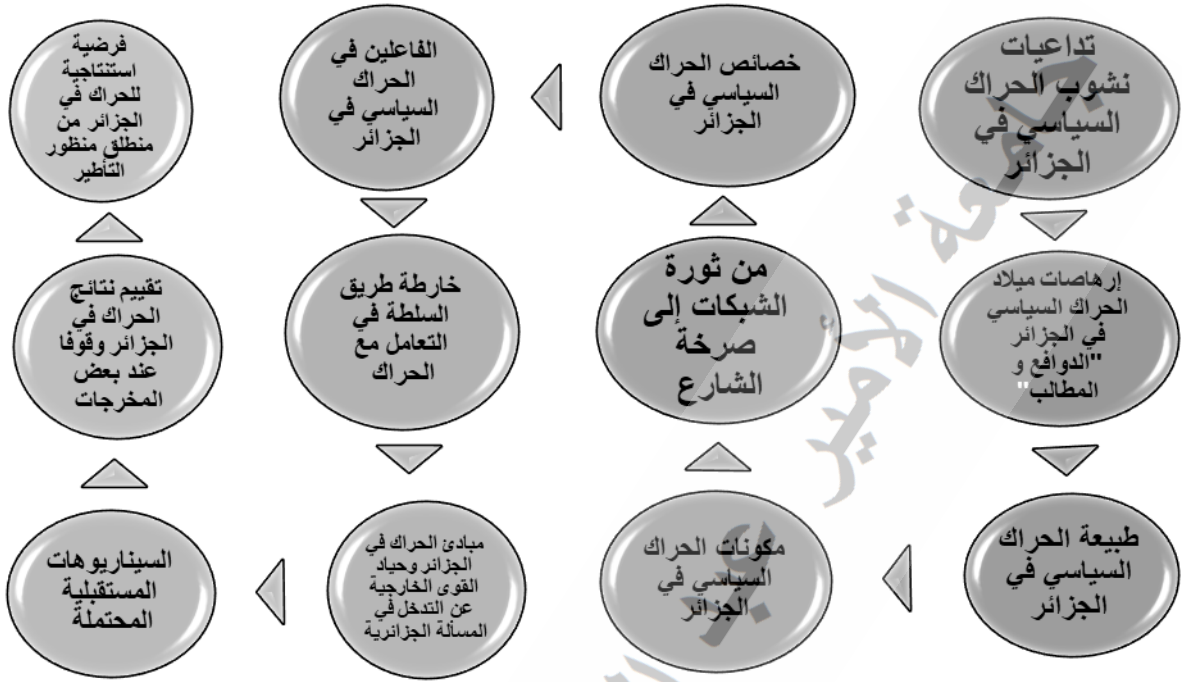 تداعيات
نشوب الحراك
السياسي في
الجزائر
إرهاصات ميلاد
الحراك السياسي
في الجزائر
"الدوافع و
المطالب"
طبيعة الحراك
السياسي في
الجزائر
مكونات الحراك
السياسي في
الجزائر
من ثورة
الشبكات إلى
صرخة
الشارع
خصائص الحراك
السياسي في
الجزائر
الفاعلين في
الحراك
السياسي في
الجزائر
خارطة طريق
السلطة في
التعامل مع
الحراك
مبادئ الحراك في
الجزائر وحياد
القوى الخارجية
عن التدخل في
المسألة الجزائرية
السيناريوهات
المستقبلية
المحتملة
تقييم نتائج
الحراك في
الجزائر وقوفا
عند بعض
المخرجات
فرضية
استنتاجية
للحراك في
الجزائر من
منطلق منظور
التأطير
جامعة الأمير عبد